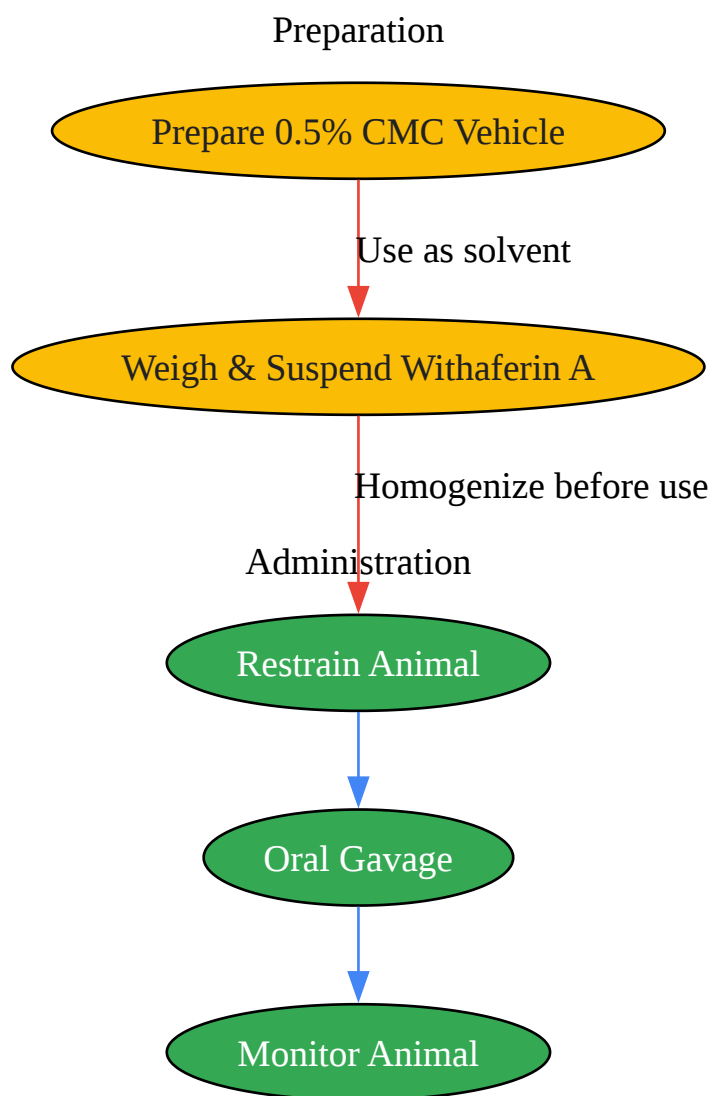 Preparation
Prepare 0.5% CMC Vehicle
Use as solvent
Weigh & Suspend Withaferin A
Homogenize before use
Administration
Restrain Animal
Oral Gavage
Monitor Animal